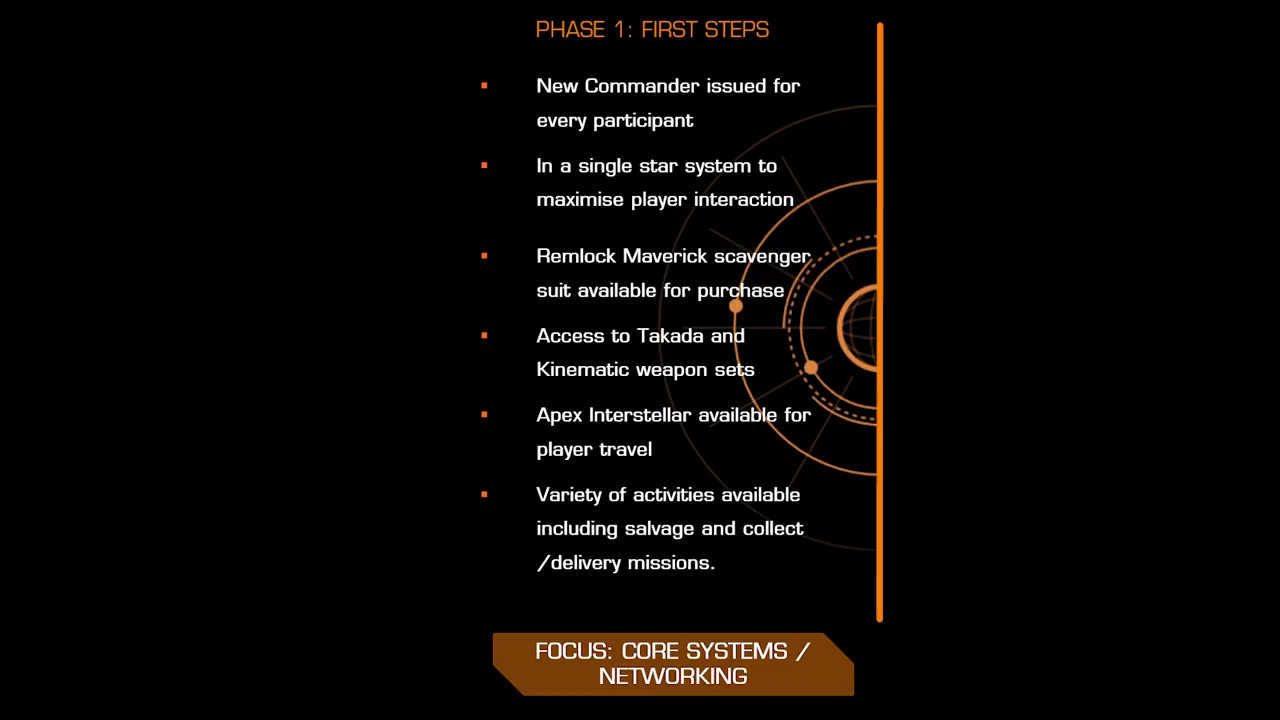 PHASE 1: FIRST STEPS
New Commander issued for
every participant
In a single star system to
maximise player interaction
Remlock Maverick scavenger
suit available for purchase
Access to Takada and
Kinematic weapon sets
Apex Interstellar available for
player travel
Variety of activities available
including salvage and collect
/delivery missions.
FOCUS: CORE SYSTEMS /
NETWORKING